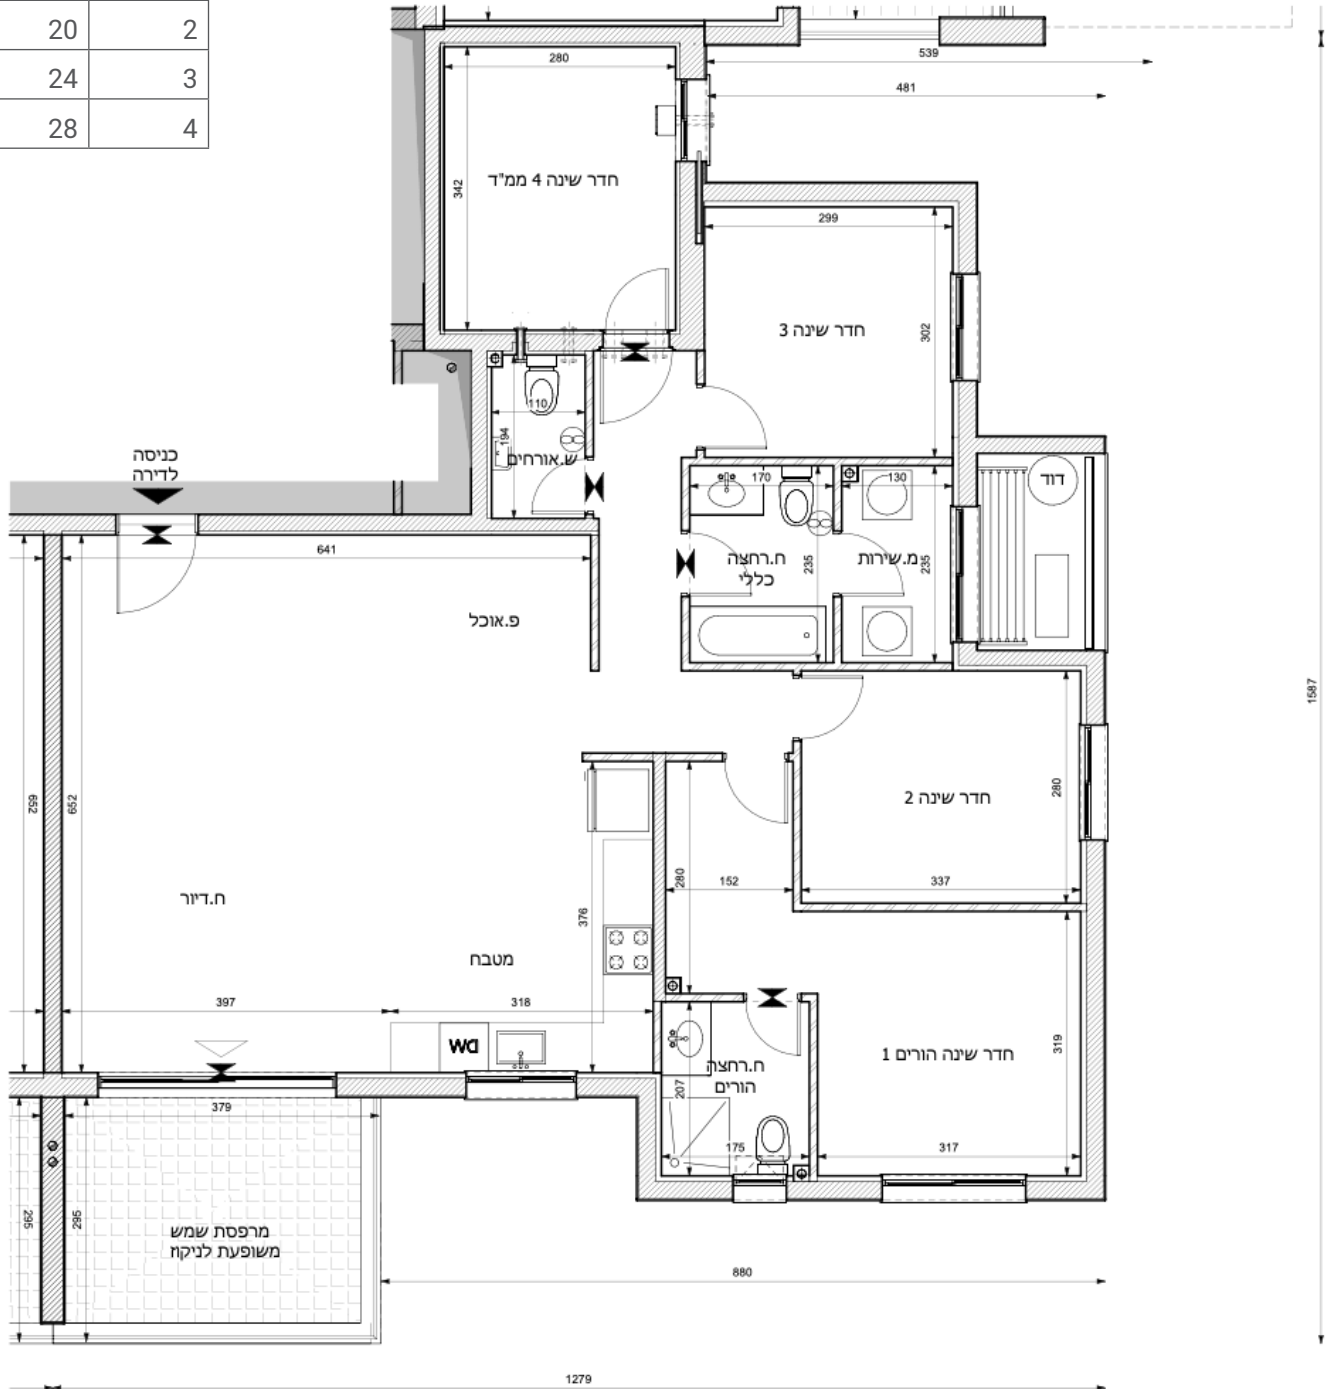 20 2
24 3
28 4
539
280
481
342
חדר שינה 4 ממ"ד
299
302
חדר שינה 3
110
194
ש.אורחים
כניסה
לדירה
170
130
דוד
641
ח.רחצה
כללי
235
מ.שירות
235
פ.אוכל
1587
652
652
280
חדר שינה 2
280
152
337
ח.דיור
376
מטבח
397
318
DW
חדר שינה הורים 1
319
ח.רחצה
הורים
207
379
175
317
295
295
מרפסת שמש
משופעת לניקוז
880
1279